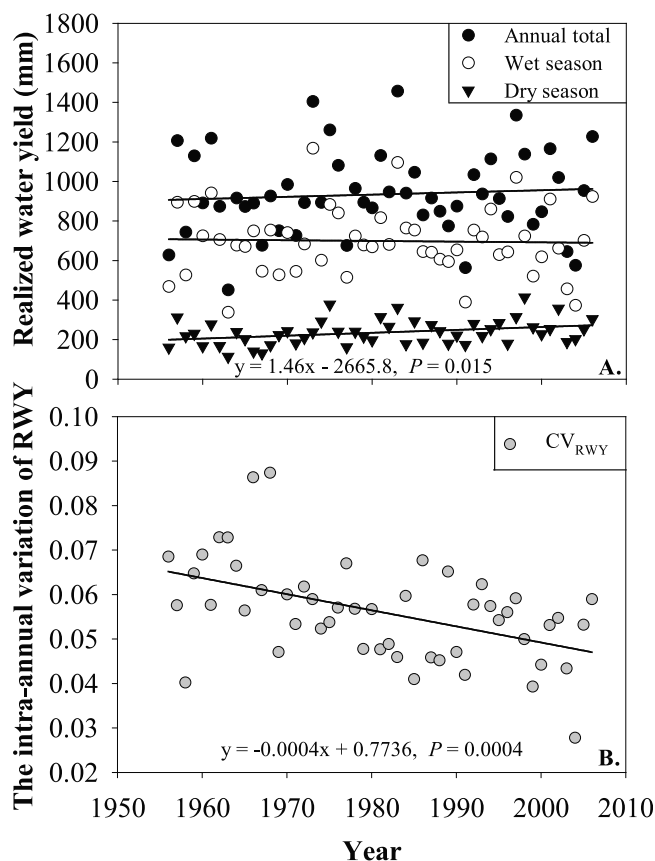 Realized water yield (mm)
1800
1600
1400
1200
1000
800
600
400
200
0
Annual total
Wet season
Dry season
y = 1.46x - 2665.8, P = 0.015
A.
The intra-annual variation of RWY
0.10
0.09
0.08
0.07
0.06
0.05
0.04
0.03
0.02
CVRWY
y = -0.0004x + 0.7736, P = 0.0004
B.
1950 1960 1970 1980 1990 2000 2010
Year